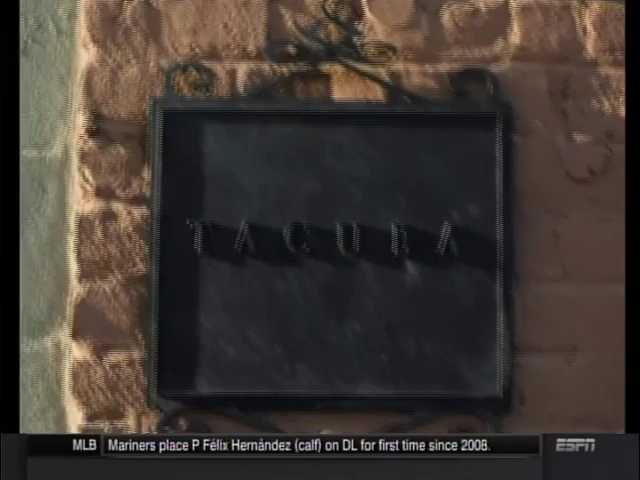 TACUBA
MLB Mariners place P Félix Hernández (calf) on DL for first time since 2008. ESPN